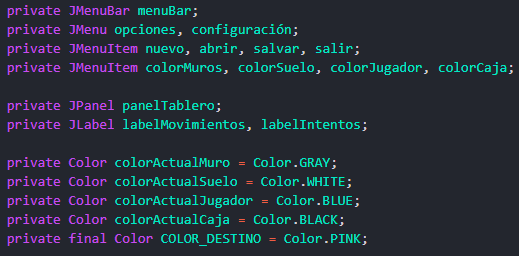 private JMenuBar menuBar;
private JMenu opciones, configuración;
private JMenuItem nuevo, abrir, salvar, salir;
private JMenuItem colorMuros, colorSuelo, colorJugador, colorCaja;
private JPanel panelTablero;
private JLabel labelMovimientos, labelIntentos;
private Color colorActualMuro = Color.GRAY;
private Color colorActualSuelo = Color.WHITE;
private Color colorActualJugador = Color.BLUE;
private Color colorActualCaja = Color.BLACK;
private final Color COLOR_DESTINO = Color.PINK;